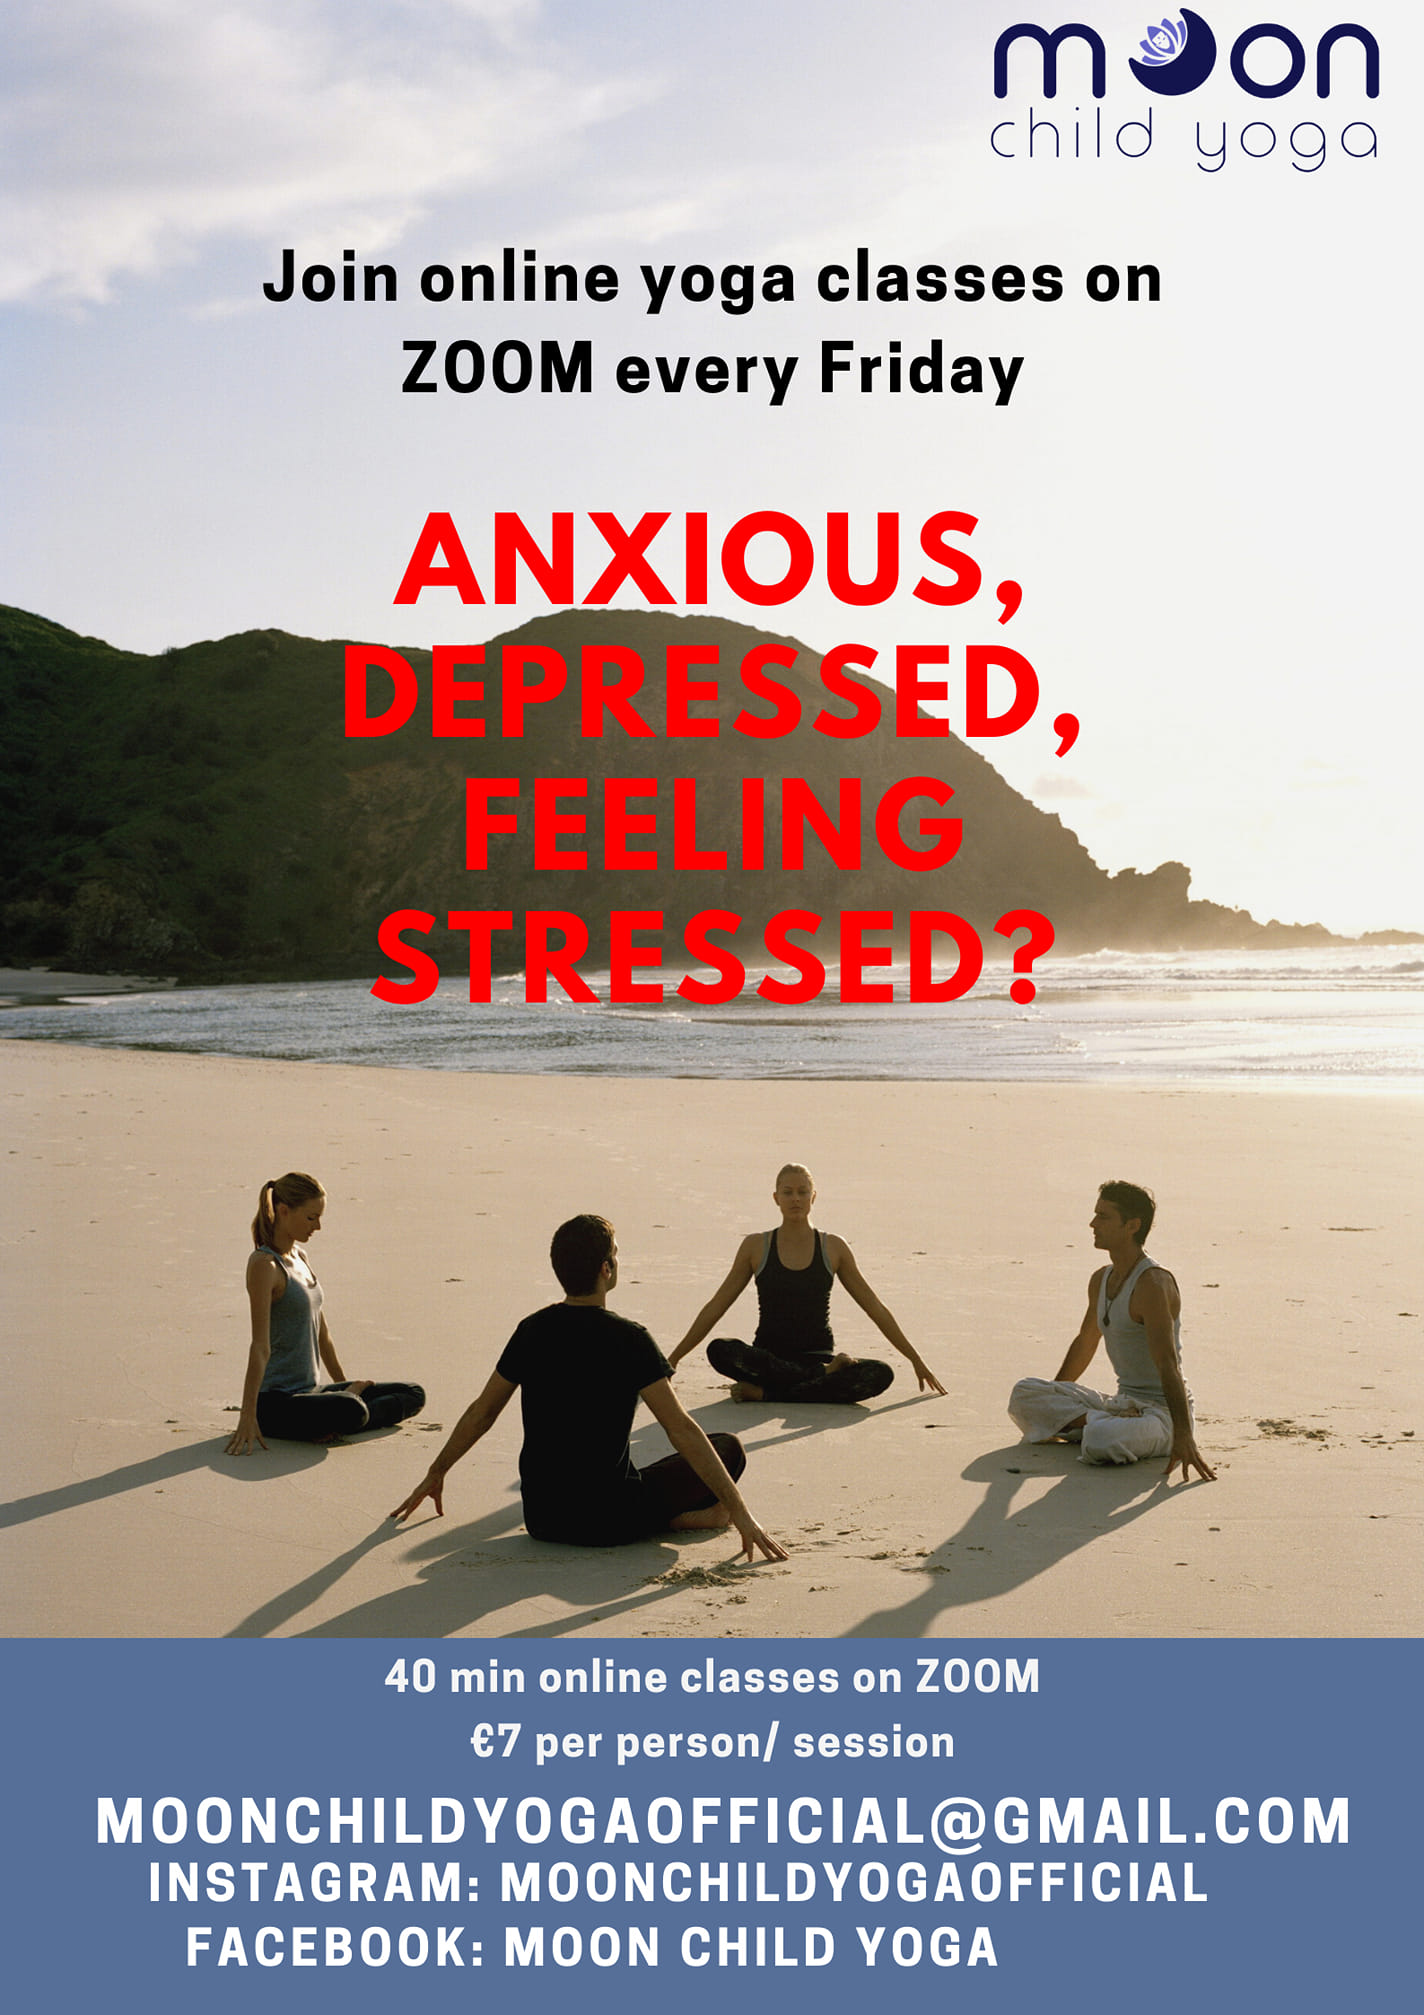 moon
child yoga
Join online yoga classes on
ZOOM every Friday
ANXIOUS,
DEPRESSED,
FEELING
STRESSED?
40 min online classes on ZOOM
€7 per person/ session
MOONCHILDYOGAOFFICIAL@GMAIL.COM
INSTAGRAM: MOONCHILDYOGAOFFICIAL
FACEBOOK: MOON CHILD YOGA